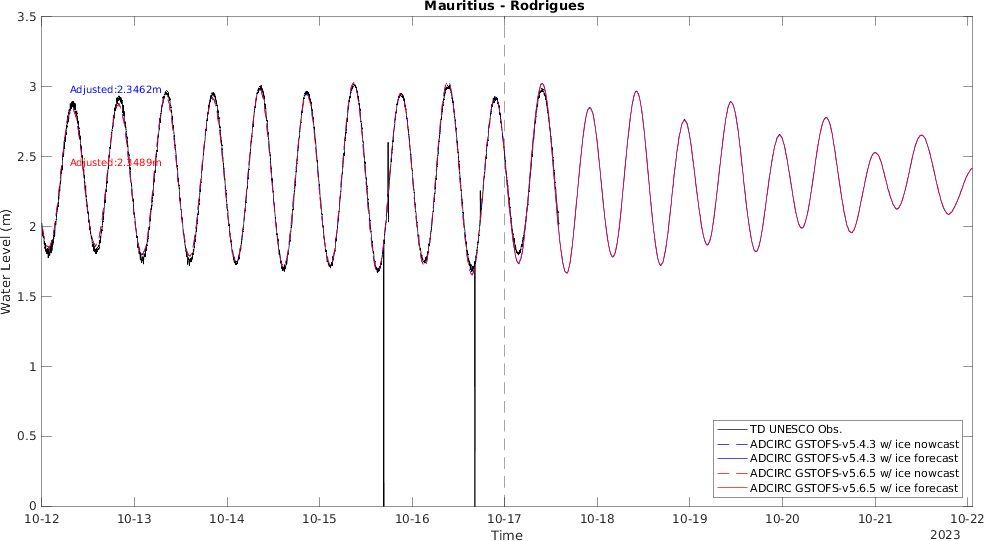 Mauritius - Rodrigues
3.5
3
2.5
2
1.5
1
0.5
0
Water Level (m)
Adjusted:2.3462m
Adjusted:2.3489m
TD UNESCO Obs.
ADCIRC GSTOFS-v5.4.3 w/ ice nowcast
ADCIRC GSTOFS-v5.4.3 w/ ice forecast
ADCIRC GSTOFS-v5.6.5 w/ ice nowcast
ADCIRC GSTOFS-v5.6.5 w/ ice forecast
10-12 10-13 10-14 10-15 10-16 10-17 10-18 10-19 10-20 10-21 10-22
Time
2023